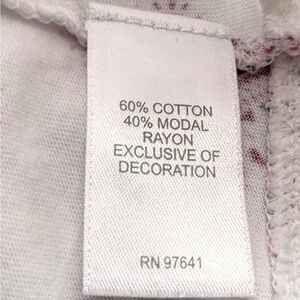 60% COTTON
40% MODAL
RAYON
EXCLUSIVE OF
DECORATION
RN 97641